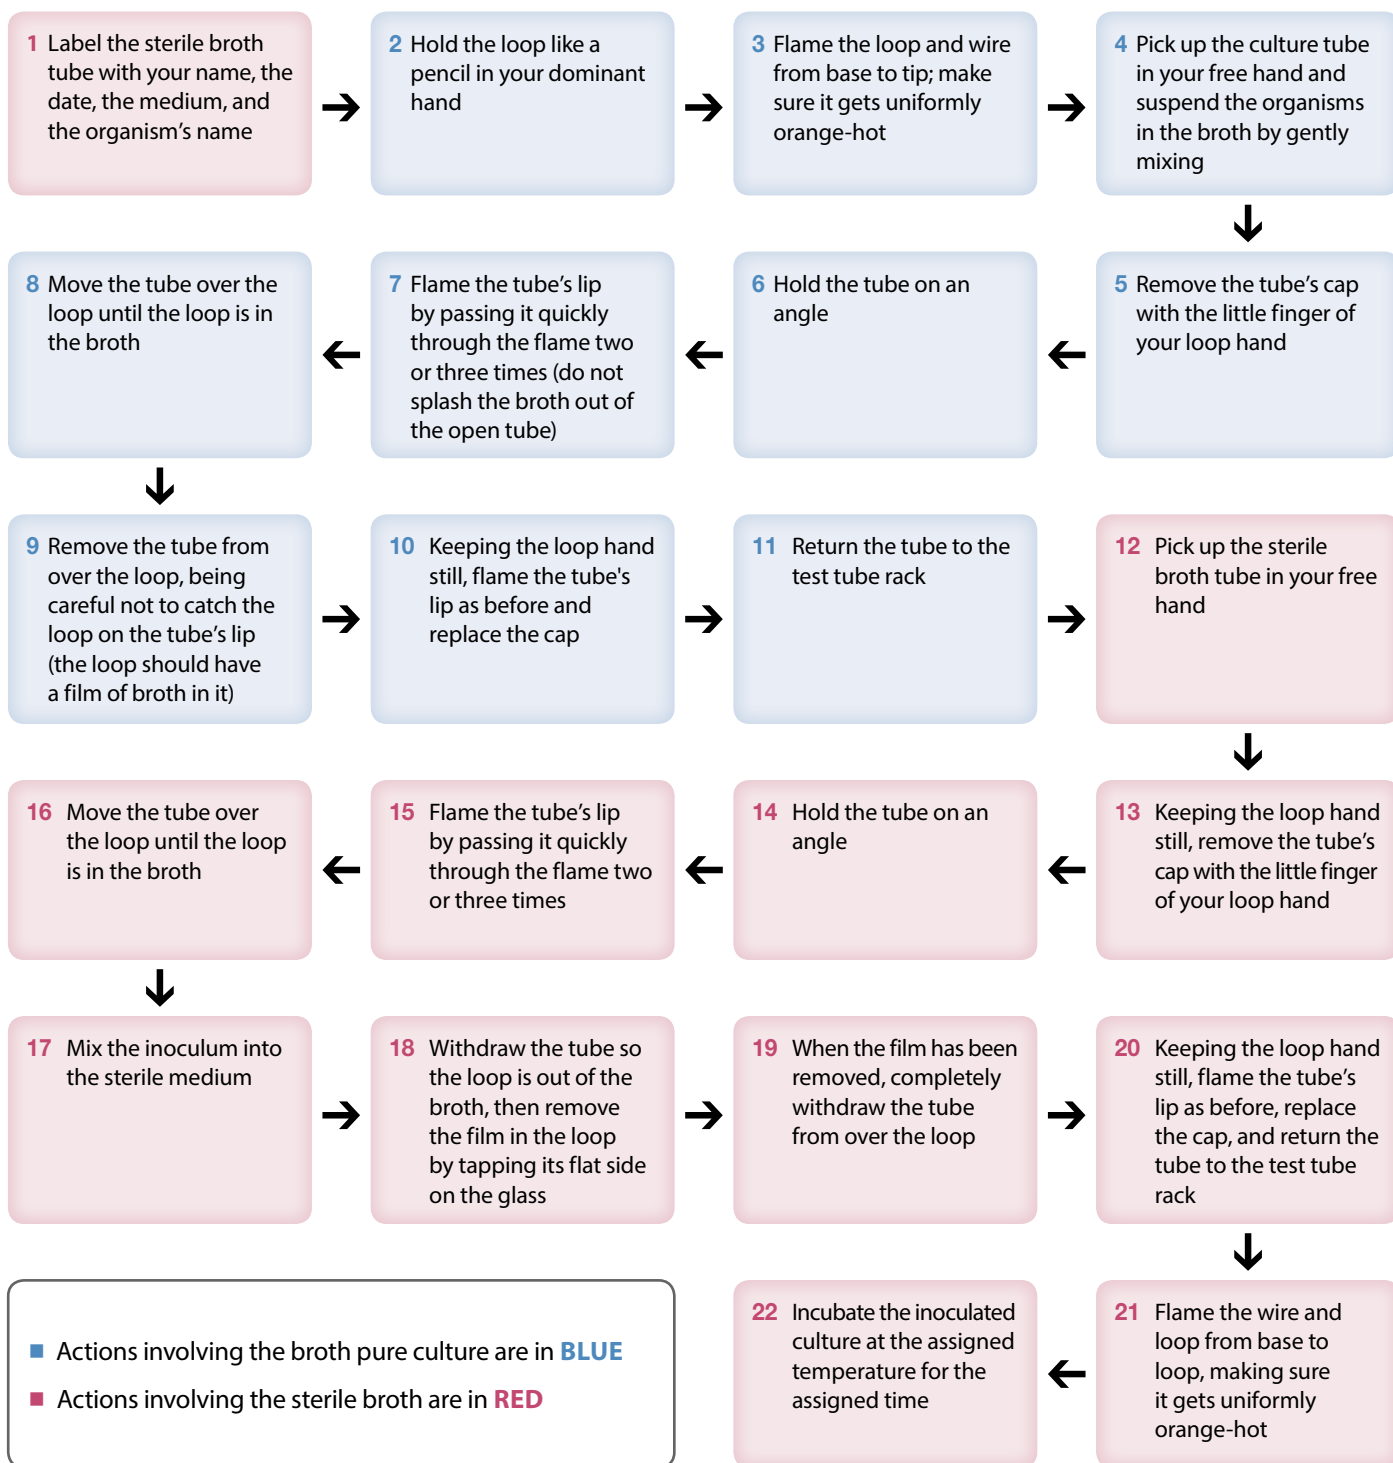 1 Label the sterile broth
tube with your name, the
date, the medium, and
the organism's name
2 Hold the loop like a
pencil in your dominant
hand
3 Flame the loop and wire
from base to tip; make
sure it gets uniformly
orange-hot
4 Pick up the culture tube
in your free hand and
suspend the organisms
in the broth by gently
mixing
5 Remove the tube's cap
with the little finger of
your loop hand
6 Hold the tube on an
angle
7 Flame the tube's lip
by passing it quickly
through the flame two
or three times (do not
splash the broth out of
the open tube)
8 Move the tube over the
loop until the loop is in
the broth
9 Remove the tube from
over the loop, being
careful not to catch the
loop on the tube's lip
(the loop should have
a film of broth in it)
10 Keeping the loop hand
still, flame the tube's
lip as before and
replace the cap
11 Return the tube to the
test tube rack
12 Pick up the sterile
broth tube in your free
hand
13 Keeping the loop hand
still, remove the tube's
cap with the little finger
of your loop hand
14 Hold the tube on an
angle
15 Flame the tube's lip
by passing it quickly
through the flame two
or three times
16 Move the tube over
the loop until the loop
is in the broth
17 Mix the inoculum into
the sterile medium
18 Withdraw the tube so
the loop is out of the
broth, then remove
the film in the loop
by tapping its flat side
on the glass
19 When the film has been
removed, completely
withdraw the tube
from over the loop
20 Keeping the loop hand
still, flame the tube's
lip as before, replace
the cap, and return the
tube to the test tube
rack
21 Flame the wire and
loop from base to
loop, making sure
it gets uniformly
orange-hot
22 Incubate the inoculated
culture at the assigned
temperature for the
assigned time
Actions involving the broth pure culture are in BLUE
Actions involving the sterile broth are in RED